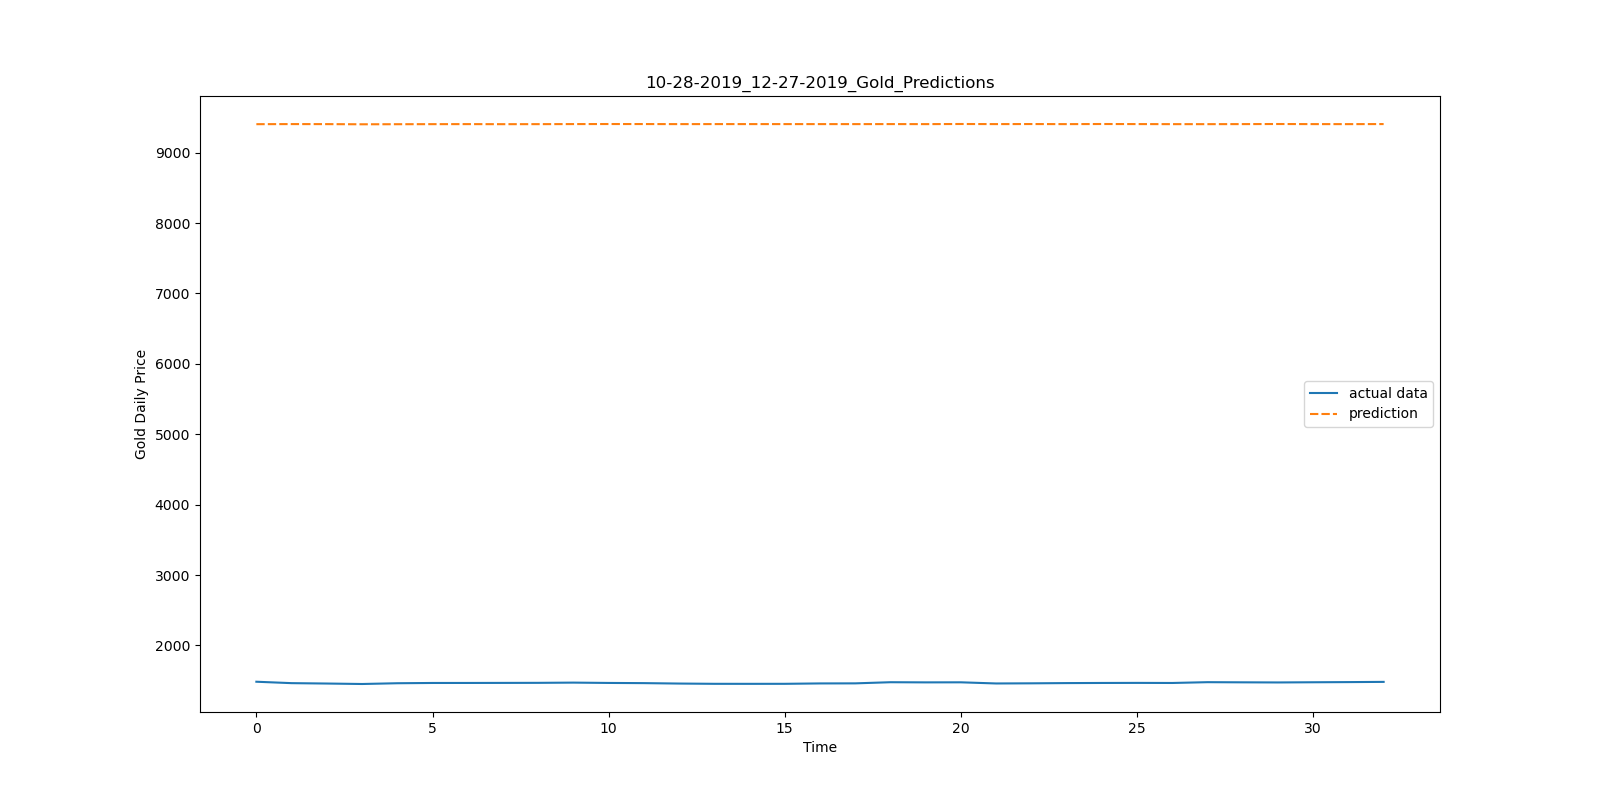 10-28-2019_12-27-2019_Gold_Predictions
9000
8000
7000
6000
5000
4000
3000
2000
Gold Daily Price
actual data
prediction
0 5 10 15 20 25 30
Time